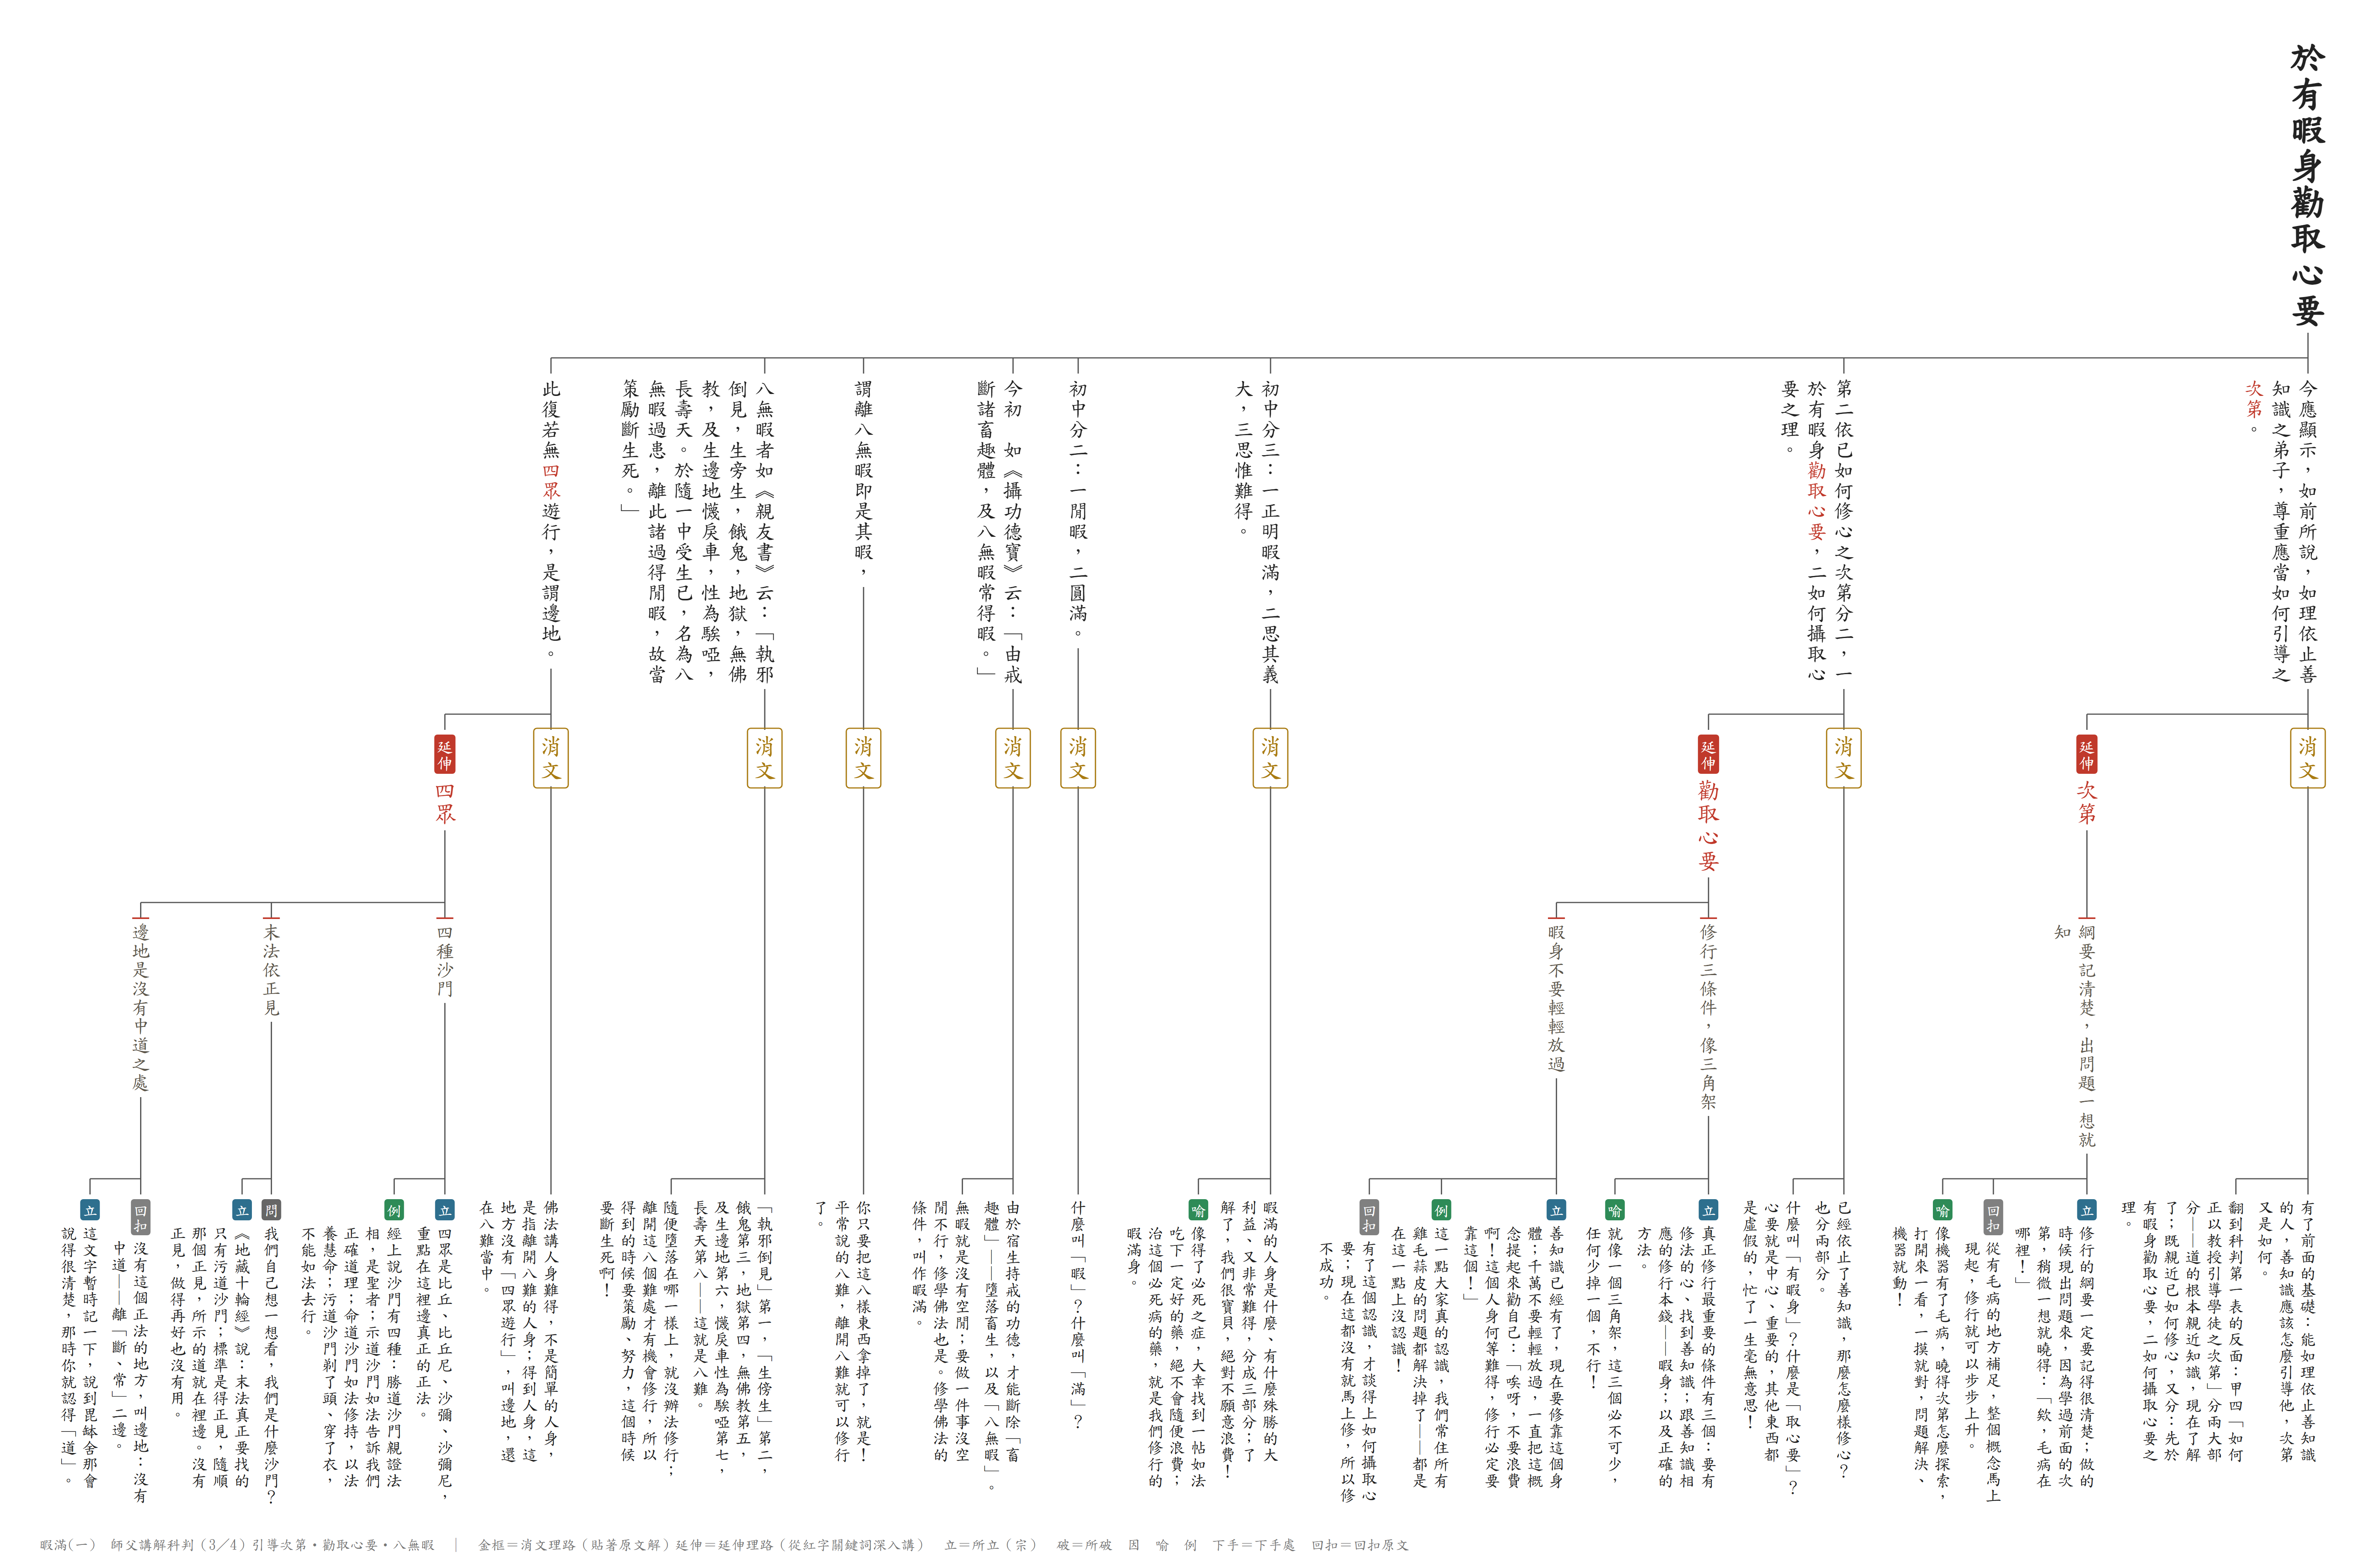 於有暇身勸取心要
今應顯示，如前所說，如理依止善
知識之弟子，尊重應當如何引導之
次第。
第二依已如何修心之次第分二，一
於有暇身勸取心要，二如何攝取心
要之理。
初中分三：一正明暇滿，二思其義
大，三思惟難得。
初中分二：一閒暇，二圓滿。
今初　如《攝功德寶》云：「由戒
斷諸畜趣體，及八無暇常得暇。」
謂離八無暇即是其暇，
八無暇者如《親友書》云：「執邪
倒見，生旁生，餓鬼，地獄，無佛
教，及生邊地懱戾車，性為騃啞，
長壽天。於隨一中受生已，名為八
無暇過患，離此諸過得閒暇，故當
策勵斷生死。」
此復若無四眾遊行，是謂邊地。
消文
延伸
次第
消文
延伸
勸取心要
消文
消文
消文
消文
消文
消文
延伸
四眾
綱要記清楚，出問題一想就
知
修行三條件，像三角架
暇身不要輕輕放過
四種沙門
末法依正見
邊地是沒有中道之處
有了前面的基礎：能如理依止善知識
的人，善知識應該怎麼引導他，次第
又是如何。
翻到科判第一表的反面：甲四「如何
正以教授引導學徒之次第」分兩大部
分——道的根本親近知識，現在了解
了；既親近已如何修心，又分：先於
有暇身勸取心要，二如何攝取心要之
理。
立
修行的綱要一定要記得很清楚；做的
時候現出問題來，因為學過前面的次
第，稍微一想就曉得：「欸，毛病在
哪裡！」
回扣
從有毛病的地方補足，整個概念馬上
現起，修行就可以步步上升。
喻
像機器有了毛病，曉得次第怎麼探索，
打開來一看，一摸就對，問題解決、
機器就動！
已經依止了善知識，那麼怎麼樣修心？
也分兩部分。
什麼叫「有暇身」？什麼是「取心要」？
心要就是中心、重要的，其他東西都
是虛假的，忙了一生毫無意思！
立
真正修行最重要的條件有三個：要有
修法的心、找到善知識；跟善知識相
應的修行本錢——暇身；以及正確的
方法。
喻
就像一個三角架，這三個必不可少，
任何少掉一個，不行！
立
善知識已經有了，現在要修靠這個身
體；千萬不要輕輕放過，一直把這概
念提起來勸自己：「唉呀，不要浪費
啊！這個人身何等難得，修行必定要
靠這個！」
例
這一點大家真的認識，我們常住所有
雞毛蒜皮的問題都解決掉了——都是
在這一點上沒認識！
回扣
有了這個認識，才談得上如何攝取心
要；現在這都沒有就馬上修，所以修
不成功。
暇滿的人身是什麼、有什麼殊勝的大
利益、又非常難得，分成三部分；了
解了，我們很寶貝，絕對不願意浪費！
喻
像得了必死之症，大幸找到一帖如法
吃下一定好的藥，絕不會隨便浪費；
治這個必死病的藥，就是我們修行的
暇滿身。
什麼叫「暇」？什麼叫「滿」？
由於宿生持戒的功德，才能斷除「畜
趣體」——墮落畜生，以及「八無暇」。
無暇就是沒有空閒；要做一件事沒空
閒不行，修學佛法也是。修學佛法的
條件，叫作暇滿。
你只要把這八樣東西拿掉了，就是！
平常說的八難，離開八難就可以修行
了。
「執邪倒見」第一，「生傍生」第二，
餓鬼第三，地獄第四，無佛教第五，
及生邊地第六，懱戾車性為騃啞第七，
長壽天第八——這就是八難。
隨便墮落在哪一樣上，就沒辦法修行；
離開這八個難處才有機會修行，所以
得到的時候要策勵、努力，這個時候
要斷生死啊！
佛法講人身難得，不是簡單的人身，
是指離開八難的人身；得到人身，這
地方沒有「四眾遊行」，叫邊地，還
在八難當中。
立
四眾是比丘、比丘尼、沙彌、沙彌尼，
重點在這裡邊真正的正法。
例
經上說沙門有四種：勝道沙門親證法
相，是聖者；示道沙門如法告訴我們
正確道理；命道沙門如法修持，以法
養慧命；污道沙門剃了頭、穿了衣，
不能如法去行。
問
我們自己想一想看，我們是什麼沙門？
立
《地藏十輪經》說：末法真正要找的
只有污道沙門；標準是得正見，隨順
那個正見，所示的道就在裡邊。沒有
正見，做得再好也沒有用。
回扣
沒有這個正法的地方，叫邊地：沒有
中道——離「斷、常」二邊。
立
這文字暫時記一下，說到毘缽舍那會
說得很清楚，那時你就認得「道」。
暇滿(一)　師父講解科判（3／4）引導次第・勸取心要・八無暇　｜　金框＝消文理路（貼著原文解）延伸＝延伸理路（從紅字關鍵詞深入講）　立＝所立（宗）　破＝所破　因　喻　例　下手＝下手處　回扣＝回扣原文